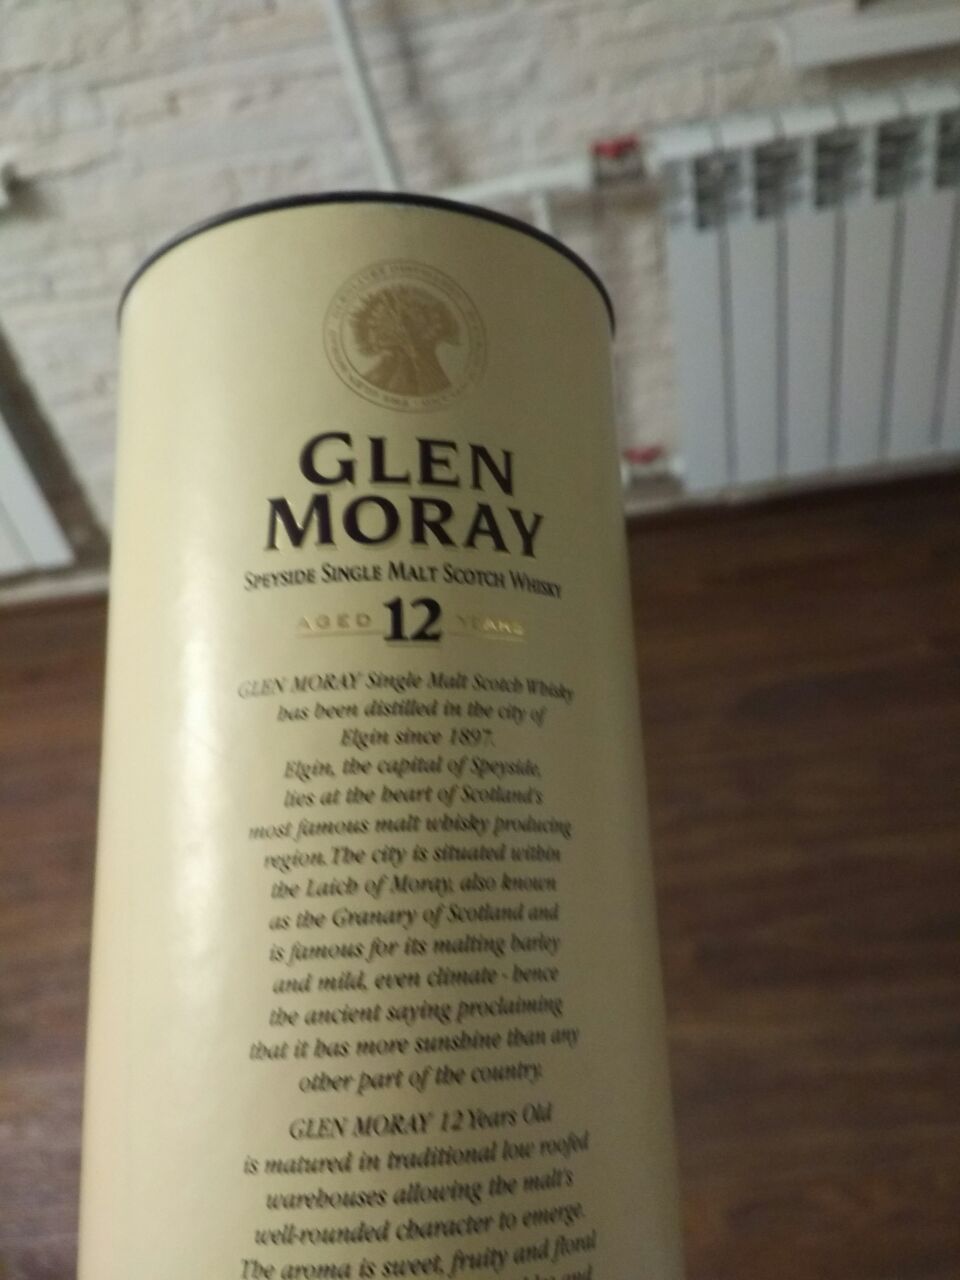 GLEN
MORAY
SPEYSIDE SINGLE MALT SCOTCH WHISKY
AGED 12 YEARS
GLEN MORAY Single Malt Scotch Whisky
has been distilled in the city of
Elgin since 1897.
Elgin, the capital of Speyside,
lies at the heart of Scotland's
most famous malt whisky producing
region. The city is situated within
the Laich of Moray, also known
as the Granary of Scotland and
is famous for its malting barley
and mild, even climate - hence
the ancient saying proclaiming
that it has more sunshine than any
other part of the country.
GLEN MORAY 12 Years Old
is matured in traditional low roofed
warehouses allowing the malt's
well-rounded character to emerge.
The aroma is sweet, fruity and floral
and